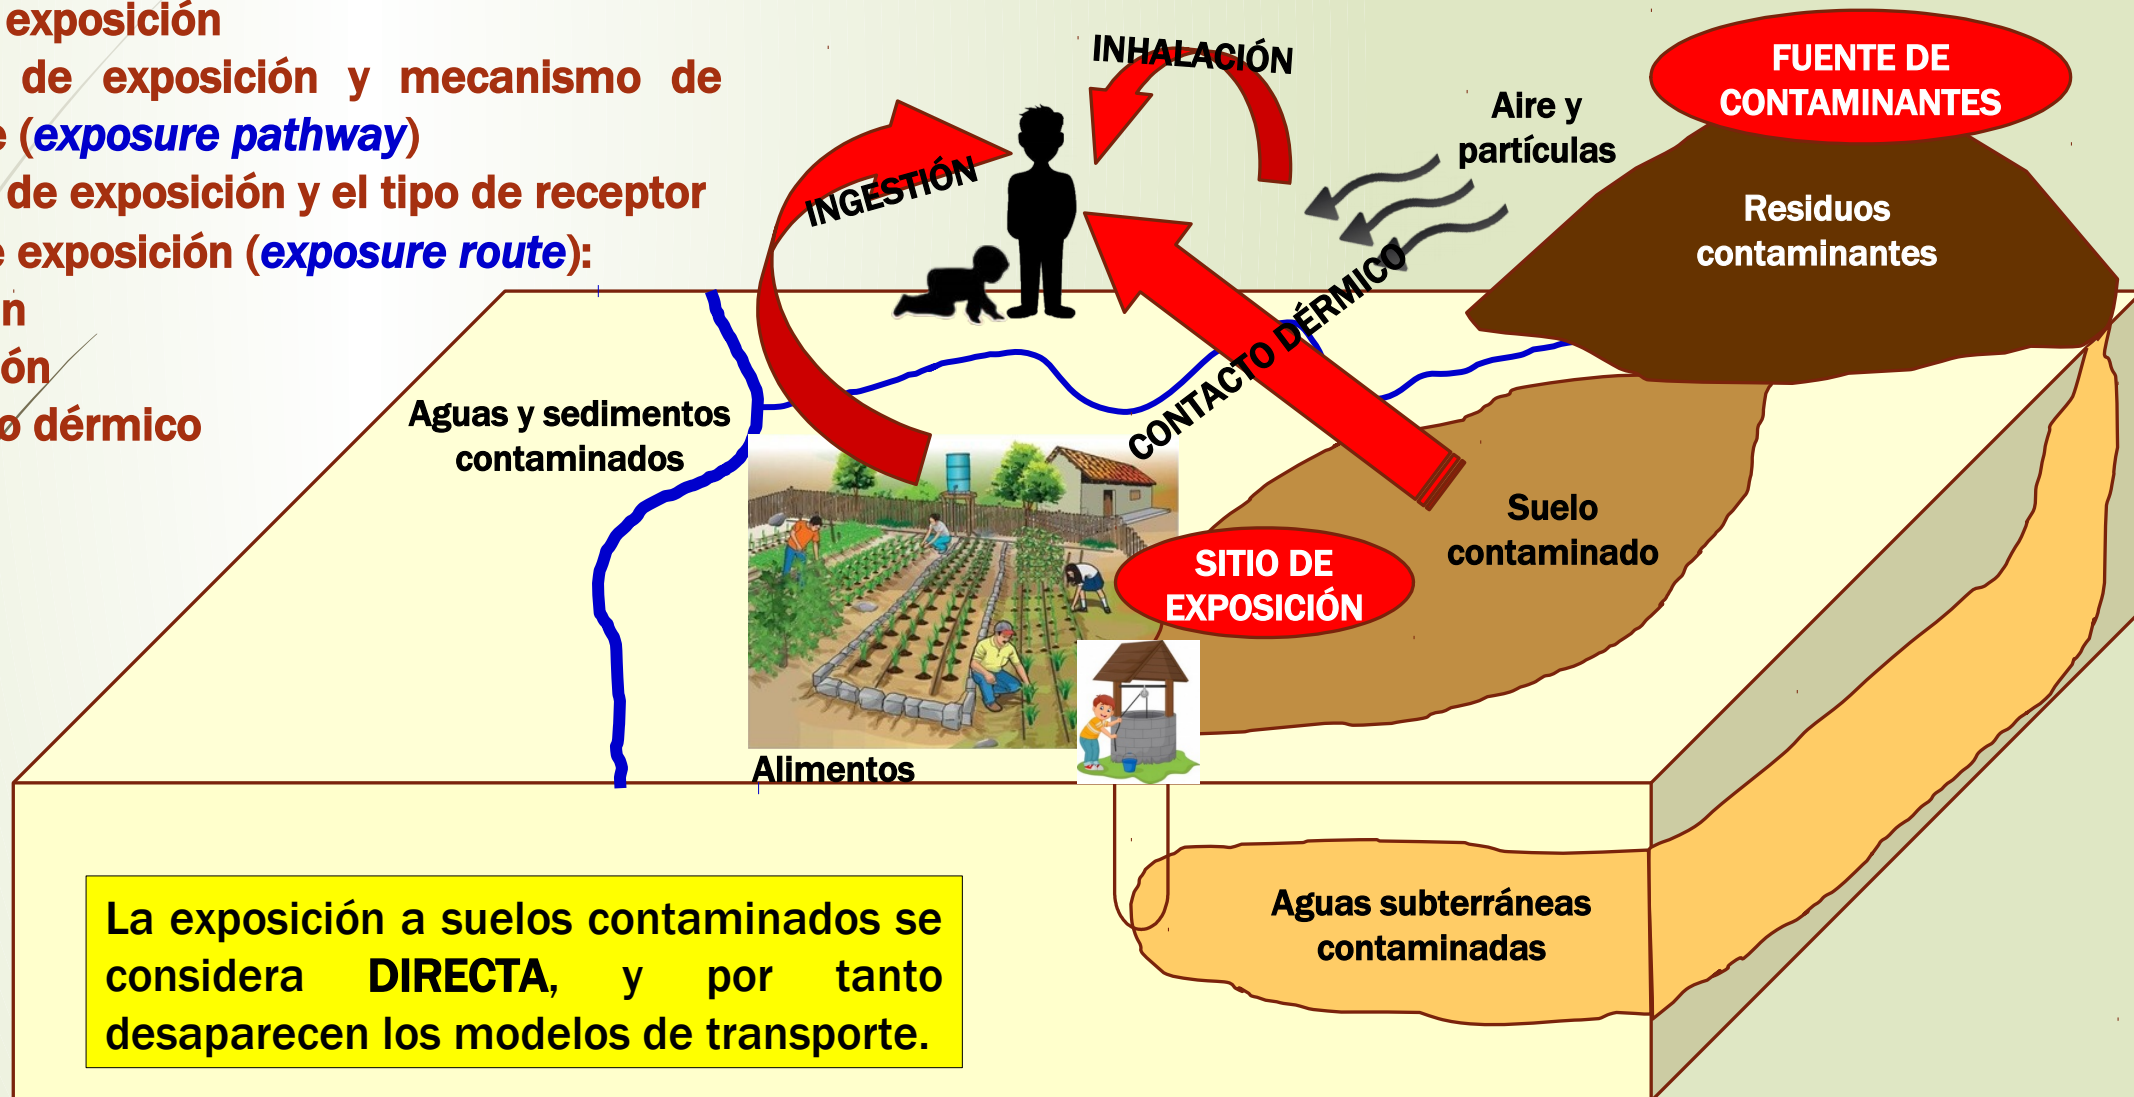 exposición
de exposición y mecanismo de
(exposure pathway)
de exposición y el tipo de receptor
exposición (exposure route):
dérmico
INHALACIÓN
FUENTE DE
CONTAMINANTES
Aire y
partículas
INGESTIÓN
Residuos
contaminantes
CONTACTO DÉRMICO
Aguas y sedimentos
contaminados
Suelo
contaminado
SITIO DE
EXPOSICIÓN
Alimentos
Aguas subterráneas
contaminadas
La exposición a suelos contaminados se
considera DIRECTA, y por tanto
desaparecen los modelos de transporte.